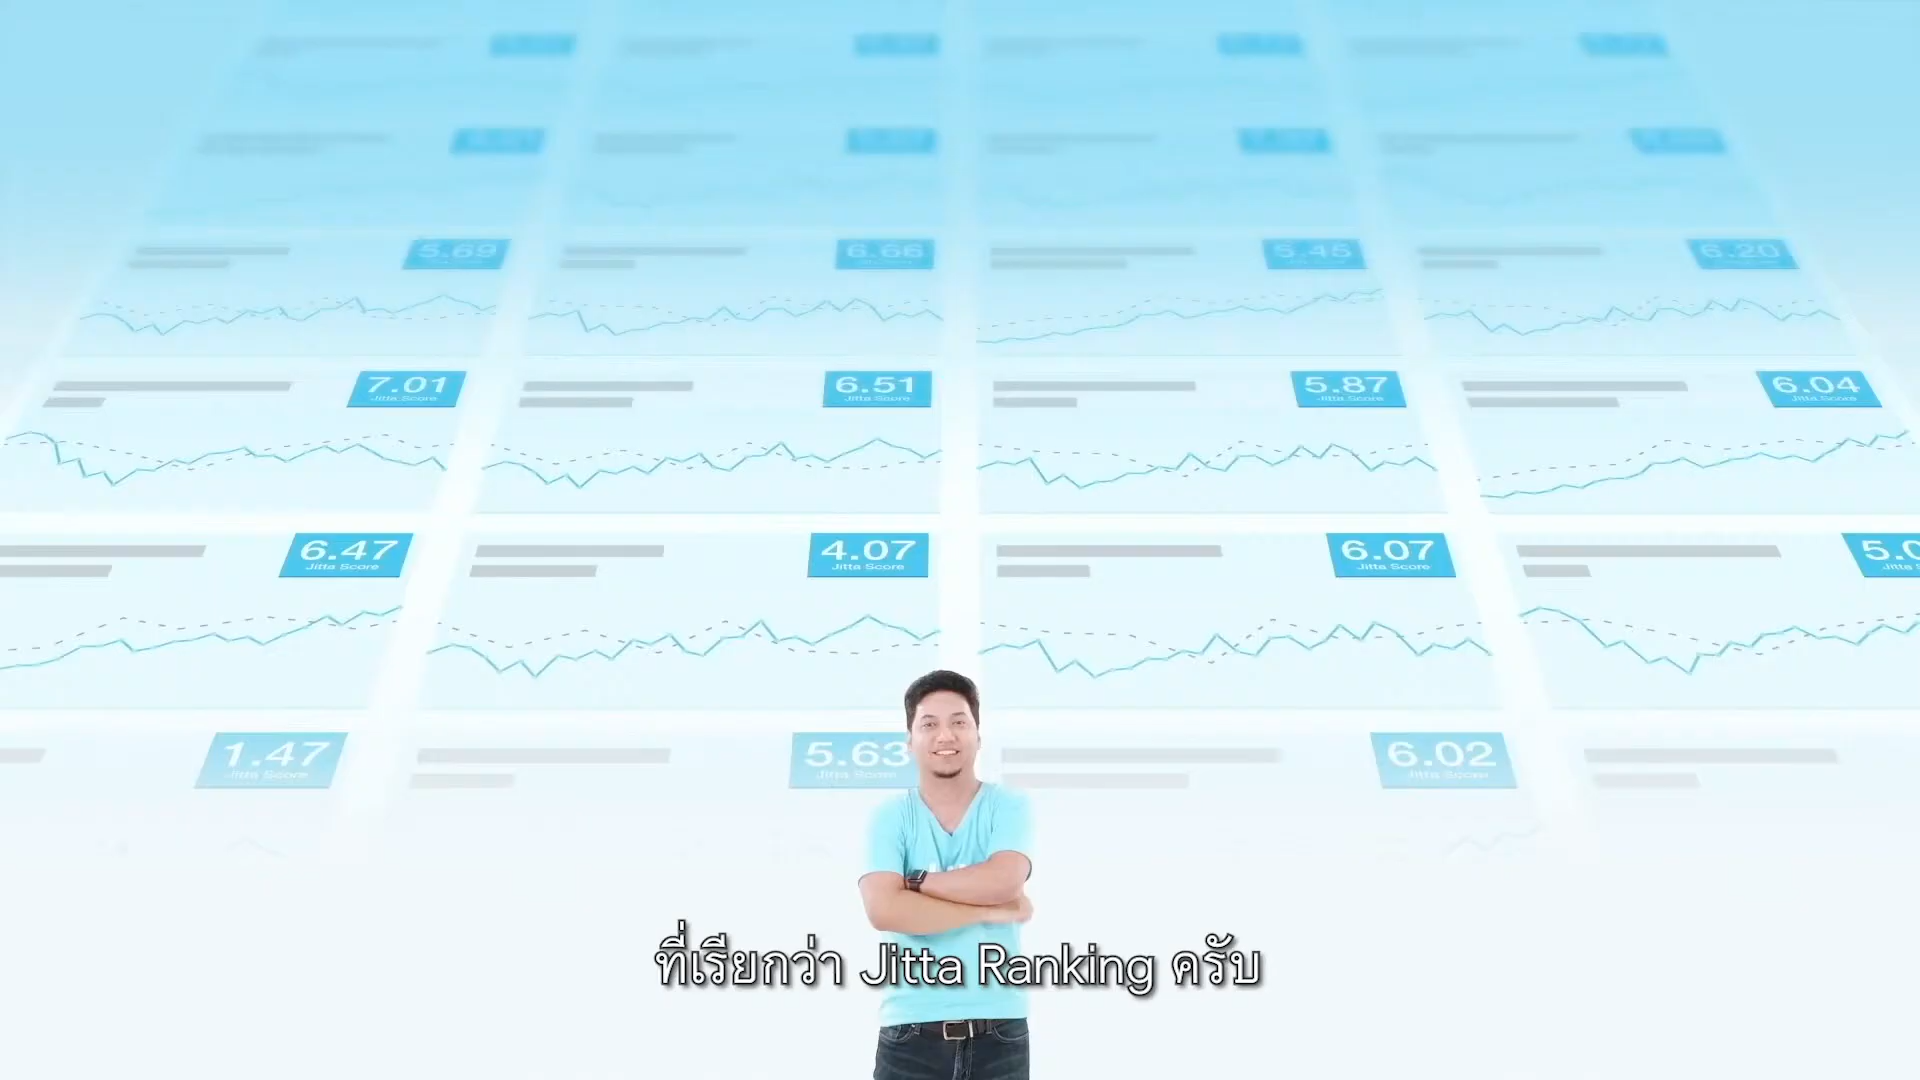 5.69
6.66
5.45
6.20
7.01
Jitta Score
6.51
Jitta Score
5.87
Jitta Score
6.04
Jitta Score
6.47
Jitta Score
4.07
Jitta Score
6.07
Jitta Score
5.0
Jitta S
1.47
Jitta Score
5.63
Jitta Score
6.02
Jitta Score
ที่เรียกว่า Jitta Ranking ครับ